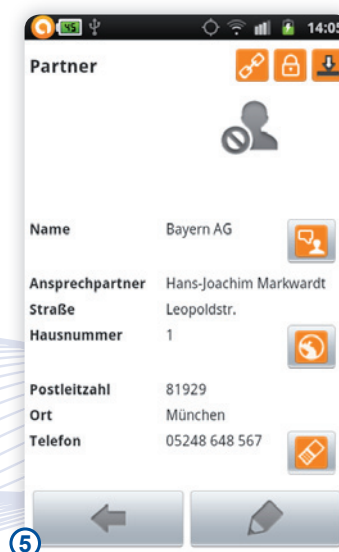 45 14:05
Partner
Name Bayern AG
Ansprechpartner Hans-Joachim Markwardt
Straße Leopoldstr.
Hausnummer 1
Postleitzahl 81929
Ort München
Telefon 05248 648 567
5